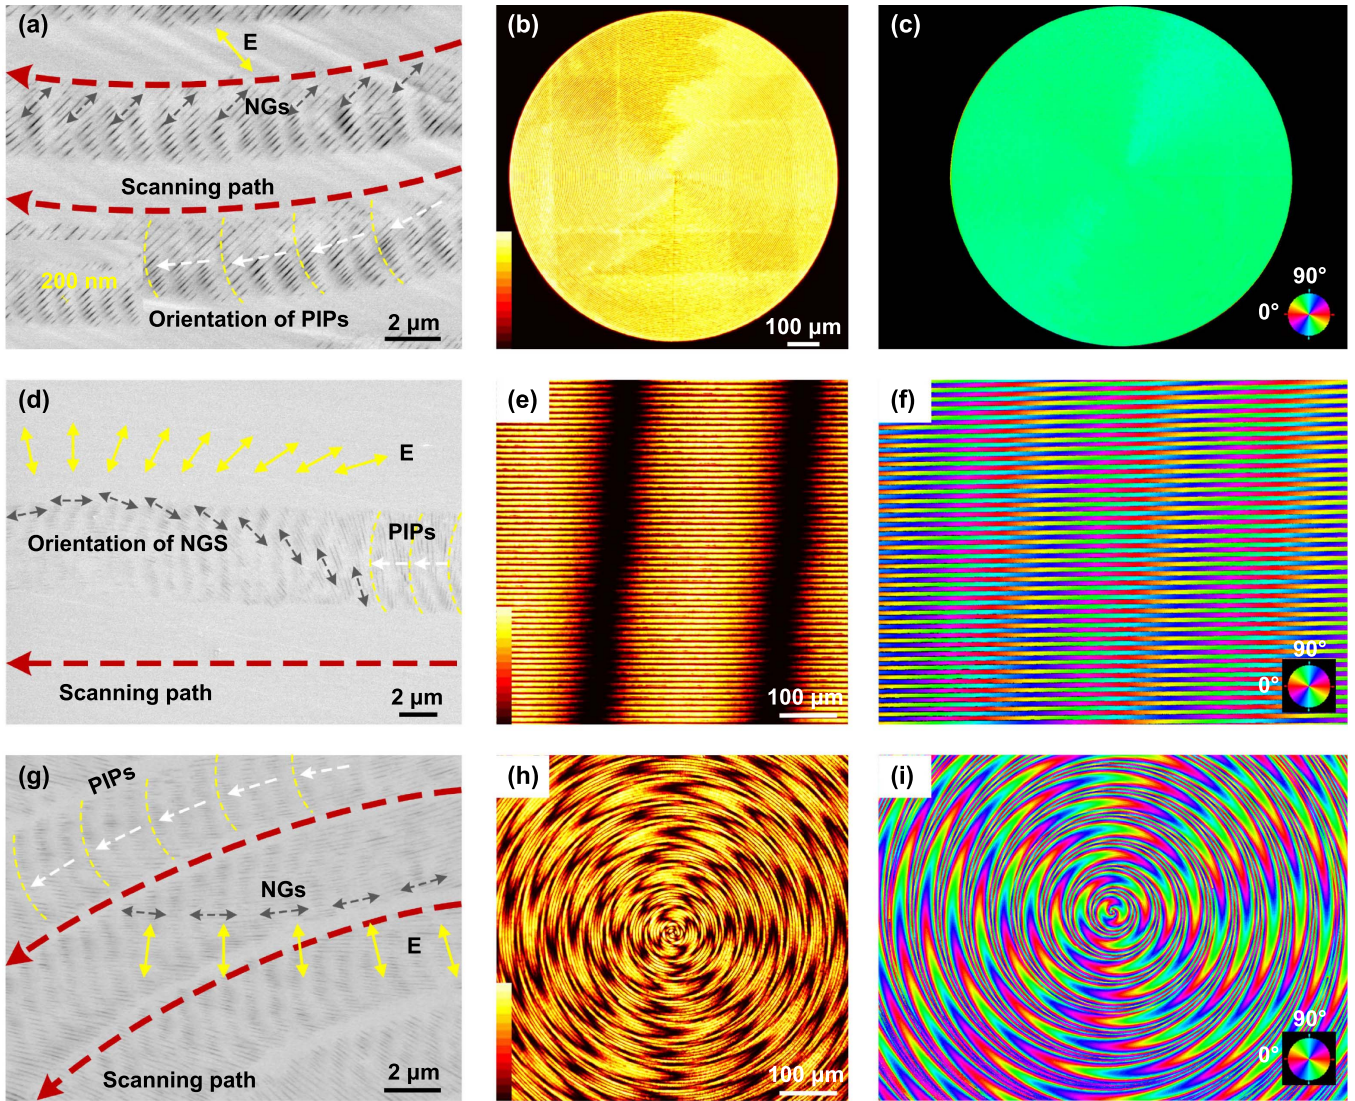 (a)
E
NGs
Scanning path
200 nm
Orientation of PIPs
2 µm
(b)
100 µm
(c)
90°
0°
(d)
E
Orientation of NGS
PIPs
Scanning path
2 µm
(e)
100 µm
(f)
90°
0°
(g)
PIPs
NGs
E
Scanning path
2 µm
(h)
100 µm
(i)
90°
0°